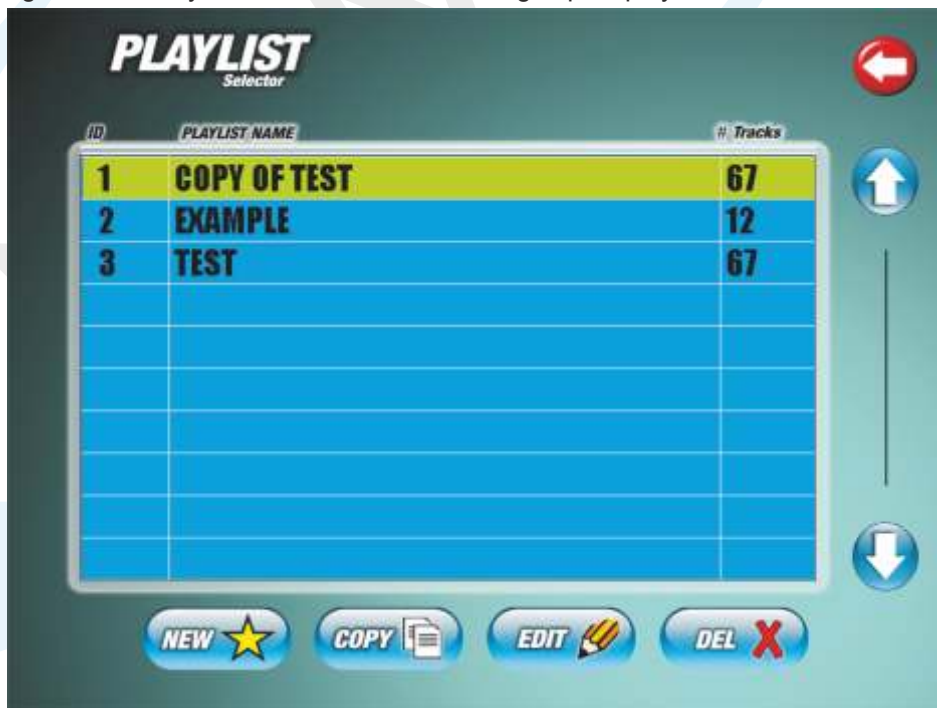 PLAYLIST
Selector
ID PLAYLIST NAME # Tracks
1 COPY OF TEST 67
2 EXAMPLE 12
3 TEST 67
NEW COPY EDIT DEL